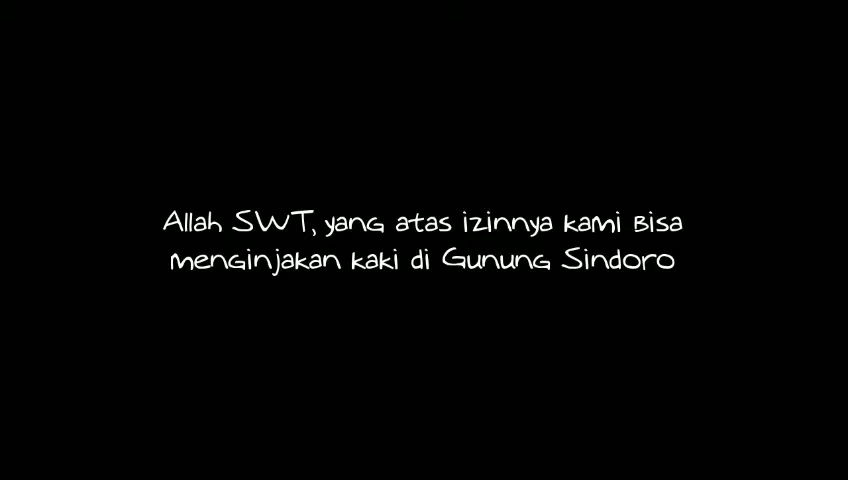 Allah SWT, yang atas izinnya kami bisa
menginjakan kaki di Gunung Sindoro